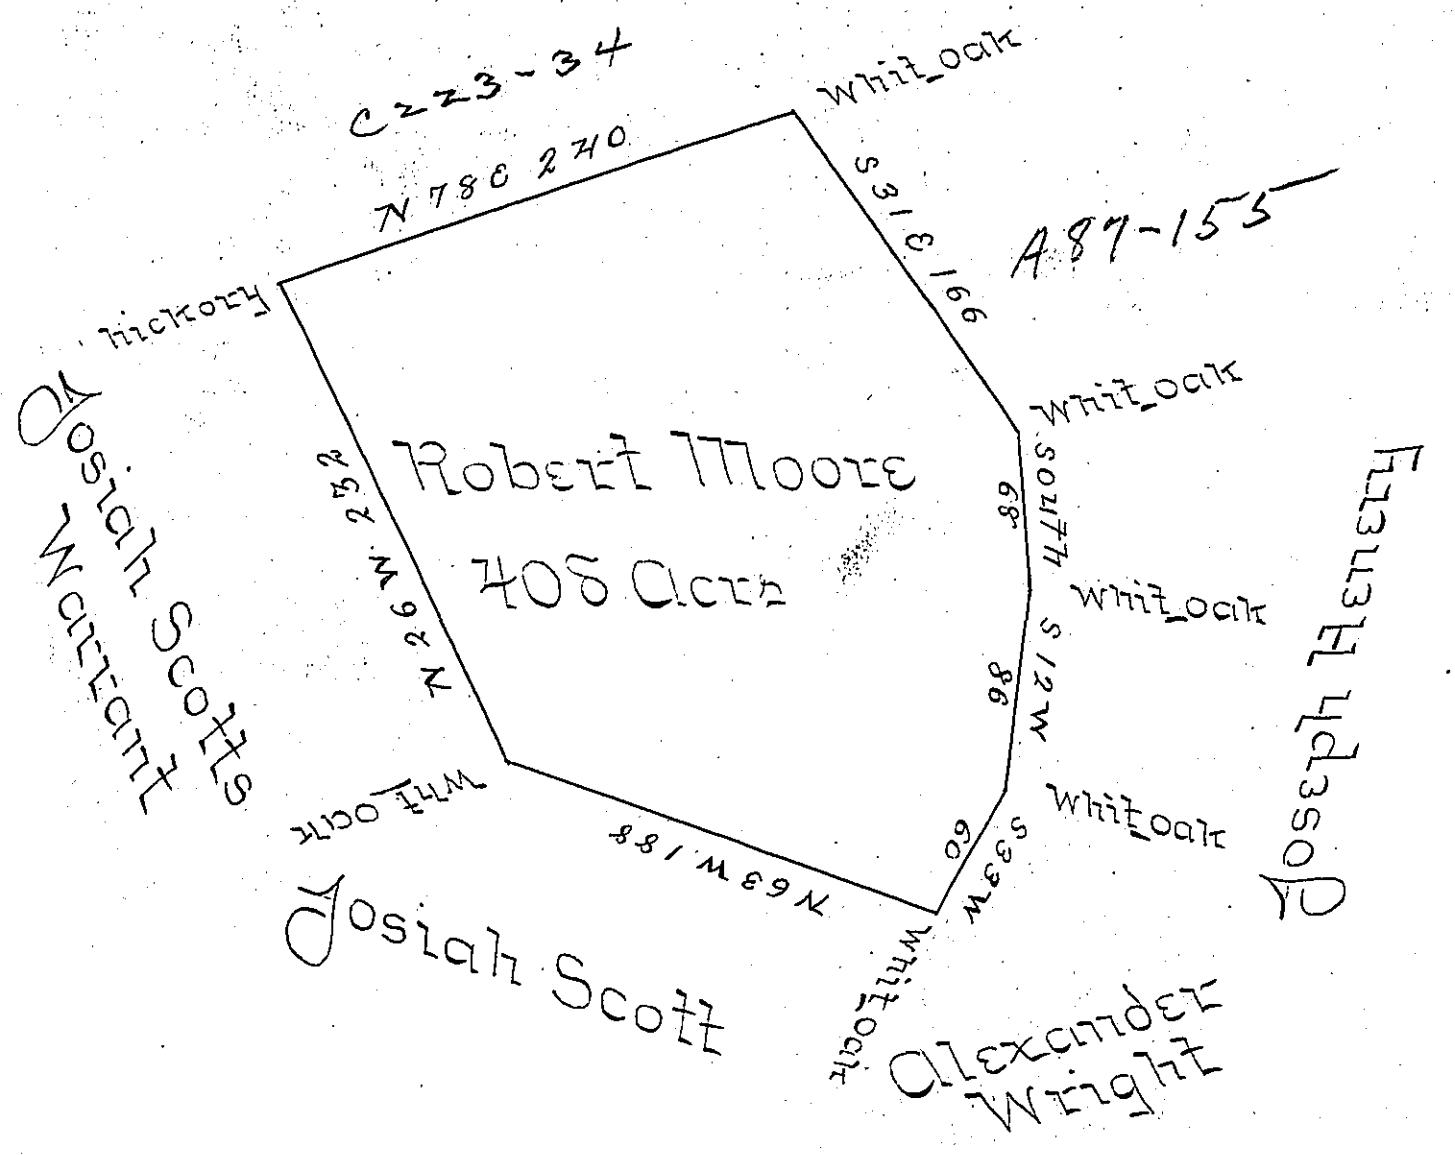 C223-34
whit oak
N 78 E 240
S 31 E 166
A87-155
hickory
whit oak
Josiah Scotts
Warrant
N 26 W 232
Robert Moore
408 Acrs
south
68
whit oak
Joseph Henry
S 12 W
86
whit oak
wht oak
N 63 W 188
S 33 W
60
Josiah Scott
whit oak
Alexander
Wright